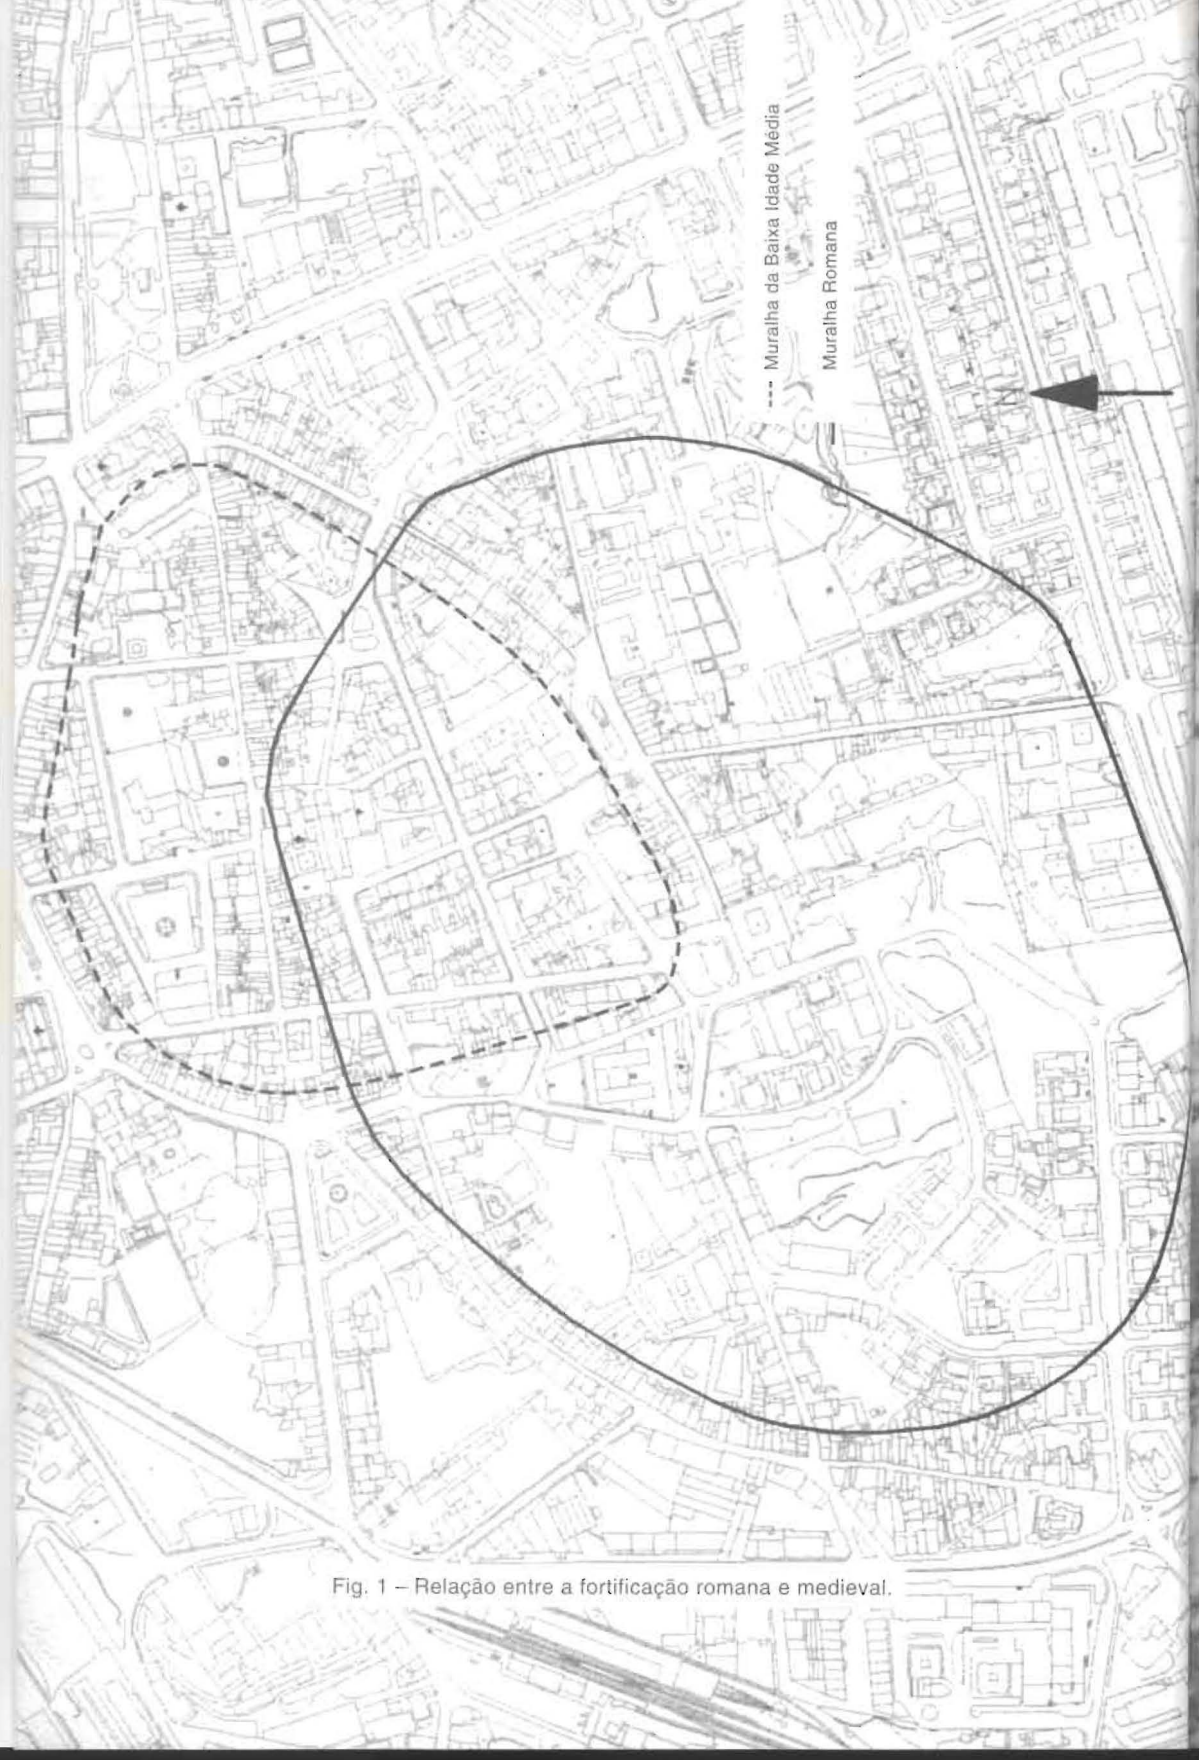 --- Muralha da Baixa Idade Média
Muralha Romana
N
Fig. 1 – Relação entre a fortificação romana e medieval.